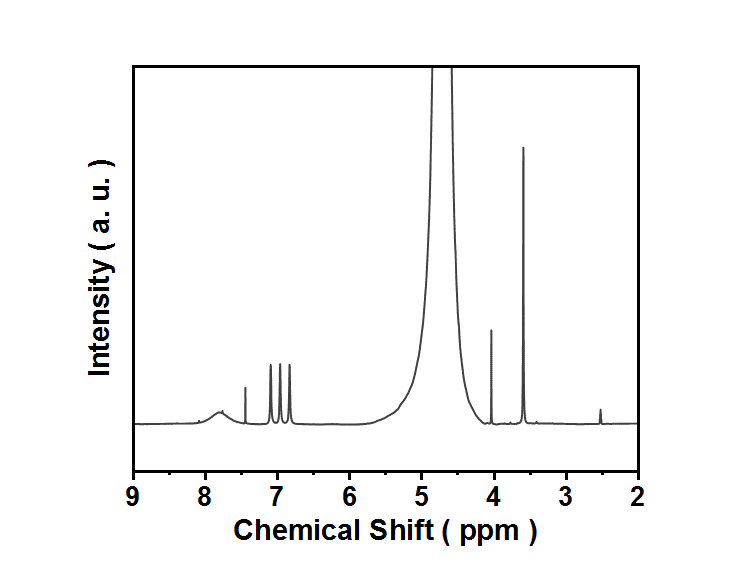 Intensity ( a. u. )
9 8 7 6 5 4 3 2
Chemical Shift ( ppm )